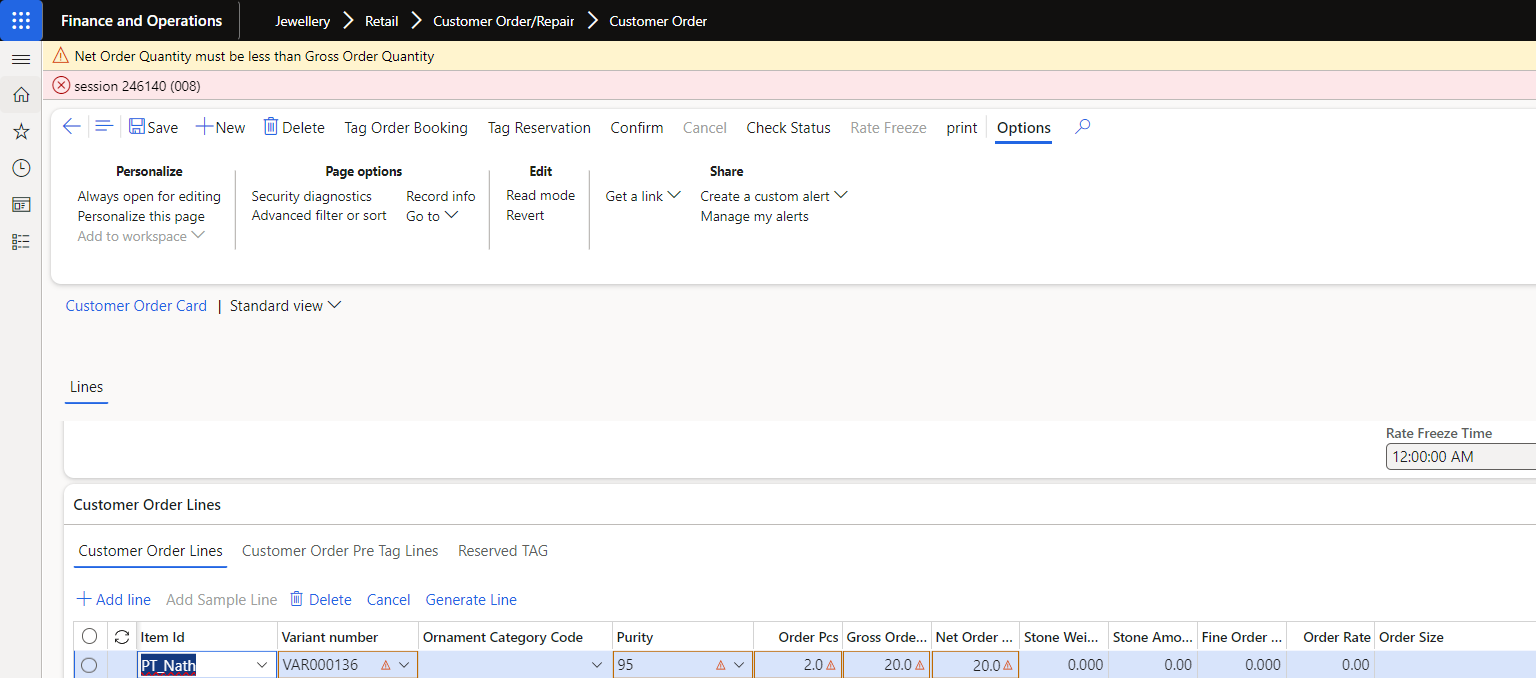 Finance and Operations Jewellery Retail Customer Order/Repair Customer Order
Net Order Quantity must be less than Gross Order Quantity
session 246140 (008)
Save New Delete Tag Order Booking Tag Reservation Confirm Cancel Check Status Rate Freeze print Options
Personalize Page options Edit Share
Always open for editing Security diagnostics Record info Read mode Get a link Create a custom alert
Personalize this page Advanced filter or sort Go to Revert Manage my alerts
Add to workspace
Customer Order Card | Standard view
Lines
Rate Freeze Time
12:00:00 AM
Customer Order Lines
Customer Order Lines Customer Order Pre Tag Lines Reserved TAG
Add line Add Sample Line Delete Cancel Generate Line
Item Id Variant number Ornament Category Code Purity Order Pcs Gross Orde... Net Order ... Stone Wei... Stone Amo... Fine Order ... Order Rate Order Size
PT_Nath VAR000136 95 2.0 20.0 20.0 0.000 0.00 0.000 0.00